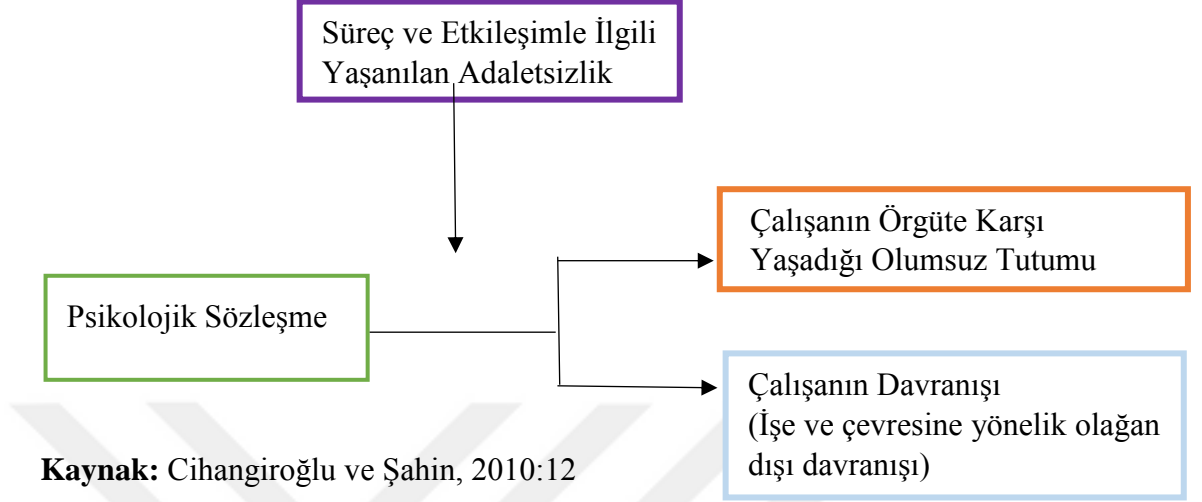 Süreç ve Etkileşimle İlgili
Yaşanılan Adaletsizlik
Çalışanın Örgüte Karşı
Yaşadığı Olumsuz Tutumu
Psikolojik Sözleşme
Çalışanın Davranışı
(İşe ve çevresine yönelik olağan
dışı davranışı)
Kaynak: Cihangiroğlu ve Şahin, 2010:12